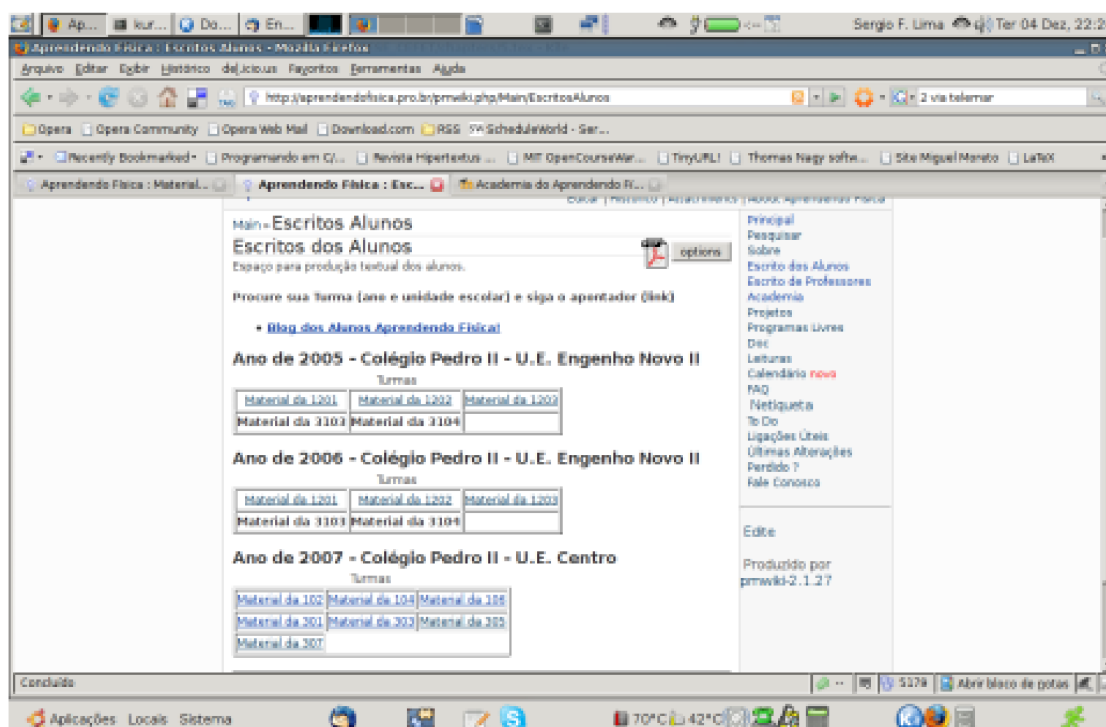 Ap... kur... Do... En... Sergio F. Lima Ter 04 Dez, 22:2
Aprendendo Física : Escritos Alunos - Mozilla Firefox
Arquivo Editar Exibir Histórico del.icio.us Favoritos Ferramentas Ajuda
http://aprendendofisica.pro.br/pmwiki.php/Main/EscritosAlunos 2 via telemar
Opera Opera Community Opera Web Mail Download.com RSS ScheduleWorld - Ser...
Recently Bookmarked Programando em C/... Revista Hipertextus ... MIT OpenCourseWar... TinyURL! Thomas Nagy softw... Site Miguel Moreto LaTeX
Aprendendo Física : Material... Aprendendo Física : Esc... Academia do Aprendendo Fí...
Editar | Histórico | Attachments | About Aprendendo Física
Main » Escritos Alunos
Escritos dos Alunos
options
Espaço para produção textual dos alunos.
Procure sua Turma (ano e unidade escolar) e siga o apontador (link)
• Blog dos Alunos Aprendendo Física!
Ano de 2005 - Colégio Pedro II - U.E. Engenho Novo II
Turmas
Material da 1201 Material da 1202 Material da 1203
Material da 3103 Material da 3104
Ano de 2006 - Colégio Pedro II - U.E. Engenho Novo II
Turmas
Material da 1201 Material da 1202 Material da 1203
Material da 3103 Material da 3104
Ano de 2007 - Colégio Pedro II - U.E. Centro
Turmas
Material da 102 Material da 104 Material da 106
Material da 301 Material da 303 Material da 305
Material da 307
Principal
Pesquisar
Sobre
Escrito dos Alunos
Escrito de Professores
Academia
Projetos
Programas Livres
Doc
Leituras
Calendário novo
FAQ
Netiqueta
To Do
Ligações Úteis
Últimas Alterações
Perdido ?
Fale Conosco
Edite
Produzido por
pmwiki-2.1.27
Concluído 5179 Abrir bloco de notas
Aplicações Locais Sistema 70°C 42°C